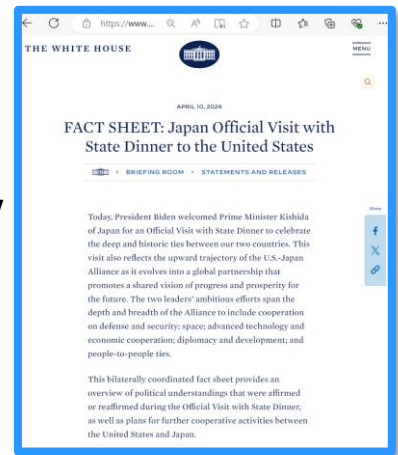 https://www....
THE WHITE HOUSE
MENU
APRIL 10, 2024
FACT SHEET: Japan Official Visit with
State Dinner to the United States
• BRIEFING ROOM • STATEMENTS AND RELEASES
Share
Today, President Biden welcomed Prime Minister Kishida
of Japan for an Official Visit with State Dinner to celebrate
the deep and historic ties between our two countries. This
visit also reflects the upward trajectory of the U.S.-Japan
Alliance as it evolves into a global partnership that
promotes a shared vision of progress and prosperity for
the future. The two leaders' ambitious efforts span the
depth and breadth of the Alliance to include cooperation
on defense and security; space; advanced technology and
economic cooperation; diplomacy and development; and
people-to-people ties.
This bilaterally coordinated fact sheet provides an
overview of political understandings that were affirmed
or reaffirmed during the Official Visit with State Dinner,
as well as plans for further cooperative activities between
the United States and Japan.